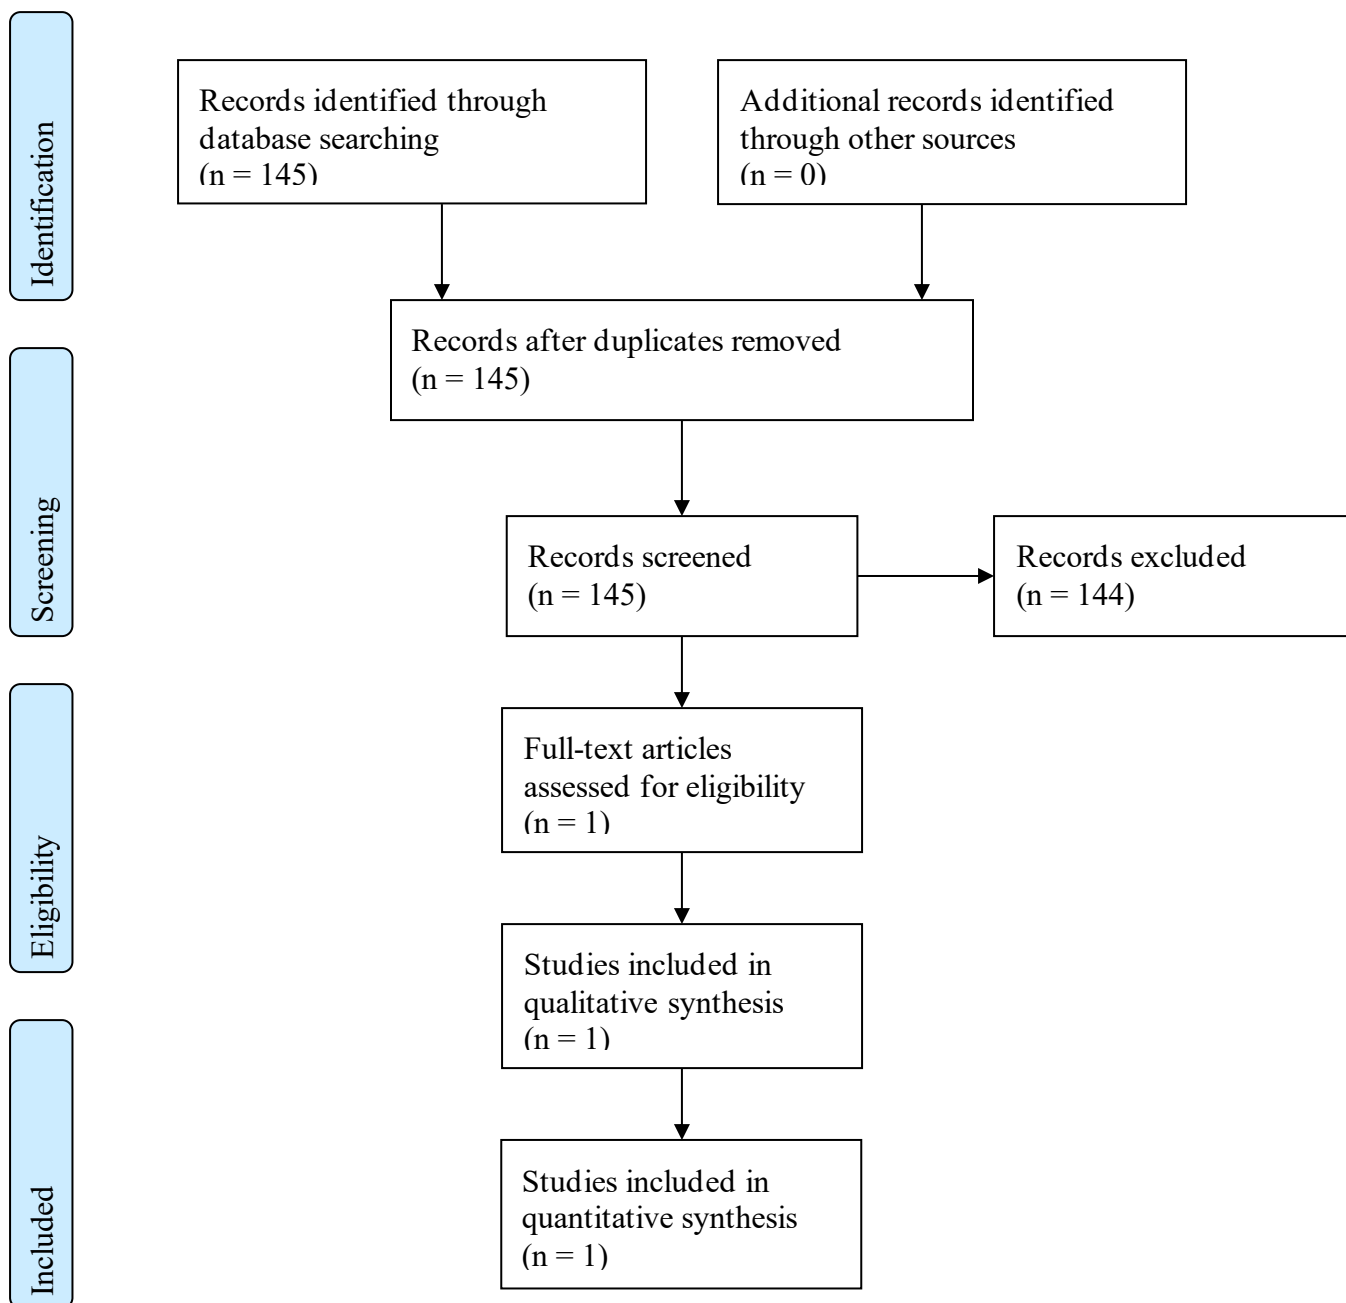 Identification
Records identified through
database searching
(n = 145)
Additional records identified
through other sources
(n = 0)
Records after duplicates removed
(n = 145)
Screening
Records screened
(n = 145)
Records excluded
(n = 144)
Eligibility
Full-text articles
assessed for eligibility
(n = 1)
Studies included in
qualitative synthesis
(n = 1)
Included
Studies included in
quantitative synthesis
(n = 1)